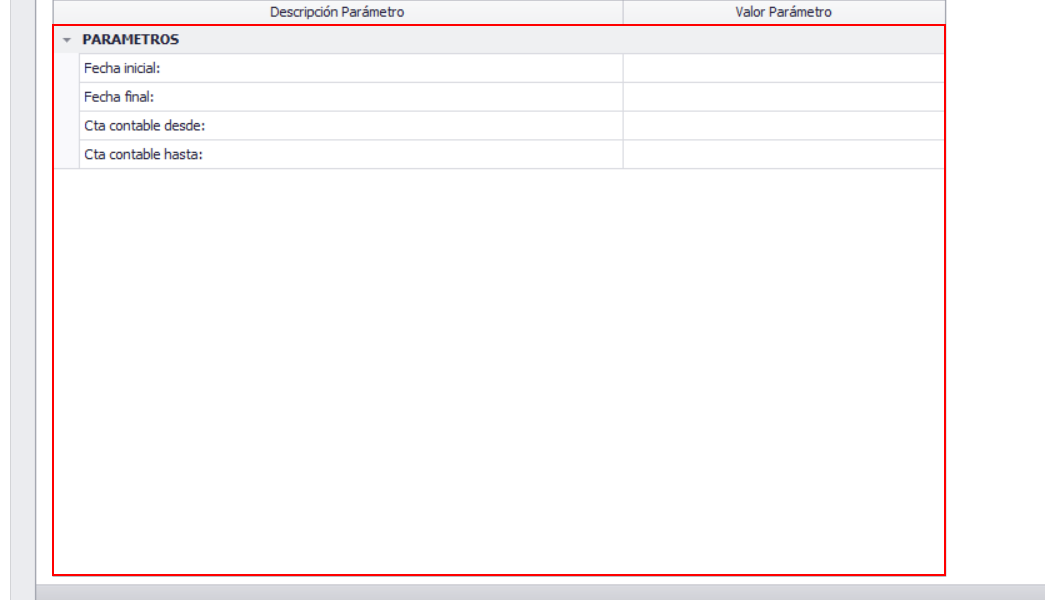 Descripción Parámetro Valor Parámetro
PARAMETROS
Fecha inicial:
Fecha final:
Cta contable desde:
Cta contable hasta: